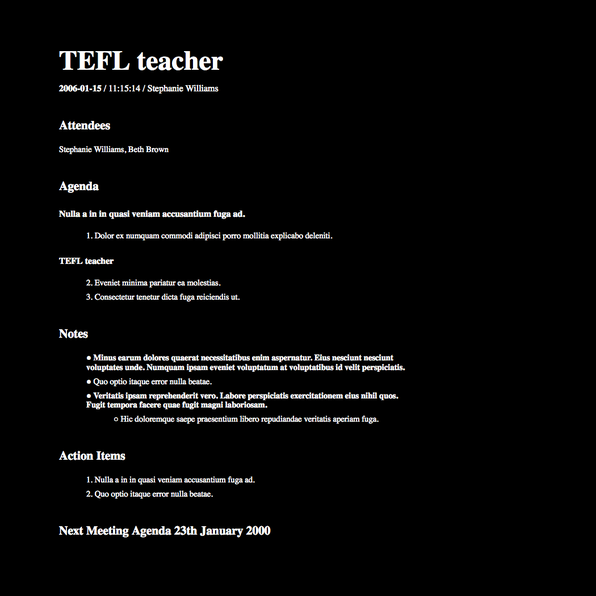 TEFL teacher
2006-01-15 / 11:15:14 / Stephanie Williams
Attendees
Stephanie Williams, Beth Brown
Agenda
Nulla a in in quasi veniam accusantium fuga ad.
1. Dolor ex numquam commodi adipisci porro mollitia explicabo deleniti.
TEFL teacher
2. Eveniet minima pariatur ea molestias.
3. Consectetur tenetur dicta fuga reiciendis ut.
Notes
● Minus earum dolores quaerat necessitatibus enim aspernatur. Eius nesciunt nesciunt
voluptates unde. Numquam ipsam eveniet voluptatum at voluptatibus id velit perspiciatis.
● Quo optio itaque error nulla beatae.
● Veritatis ipsam reprehenderit vero. Labore perspiciatis exercitationem eius nihil quos.
Fugit tempora facere quae fugit magni laboriosam.
○ Hic doloremque saepe praesentium libero repudiandae veritatis aperiam fuga.
Action Items
1. Nulla a in in quasi veniam accusantium fuga ad.
2. Quo optio itaque error nulla beatae.
Next Meeting Agenda 23th January 2000